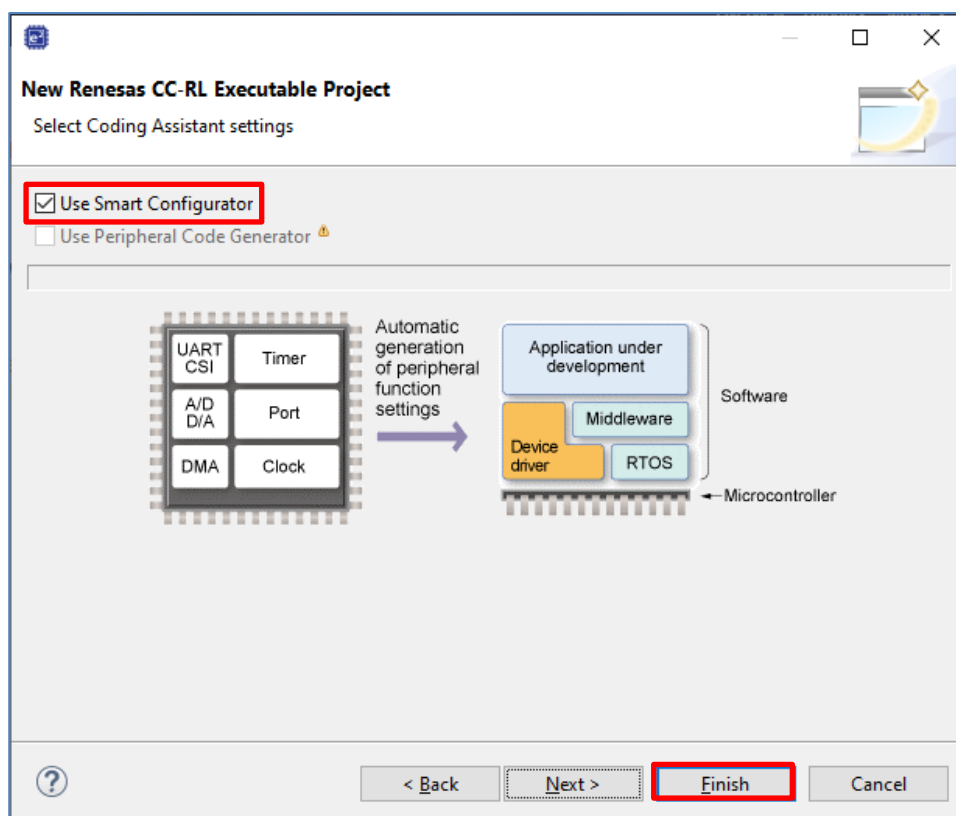 e²
New Renesas CC-RL Executable Project
Select Coding Assistant settings
Use Smart Configurator
Use Peripheral Code Generator
UART
CSI
Timer
A/D
D/A
Port
DMA
Clock
Automatic
generation
of peripheral
function
settings
Application under
development
Middleware
Device
driver
RTOS
Software
Microcontroller
?
< Back
Next >
Finish
Cancel